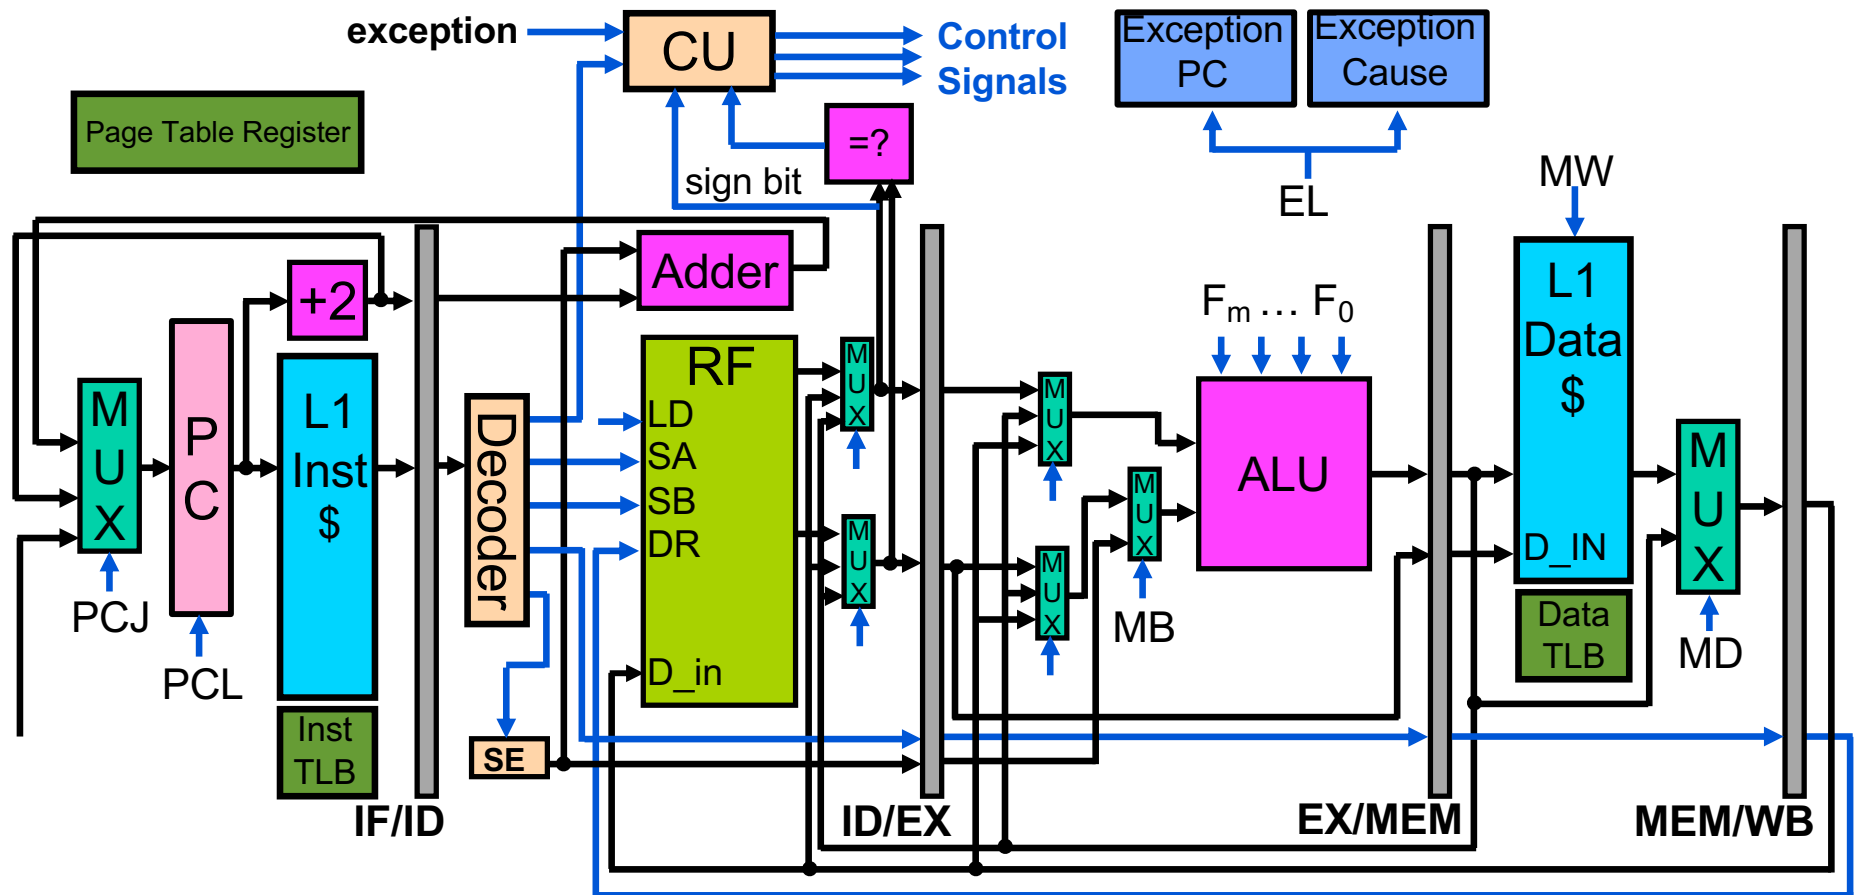 exception
CU
Control
Signals
Exception
PC
Exception
Cause
Page Table Register
=?
sign bit
EL
MW
+2
Adder
L1
Data
$
D_IN
F_m ... F_0
P
C
L1
Inst
$
RF
LD
SA
SB
DR
D_in
M
U
X
M
U
X
M
U
X
M
U
X
M
U
X
M
U
X
M
U
X
Decoder
ALU
PCJ
PCL
MB
MD
Data
TLB
Inst
TLB
SE
IF/ID
ID/EX
EX/MEM
MEM/WB